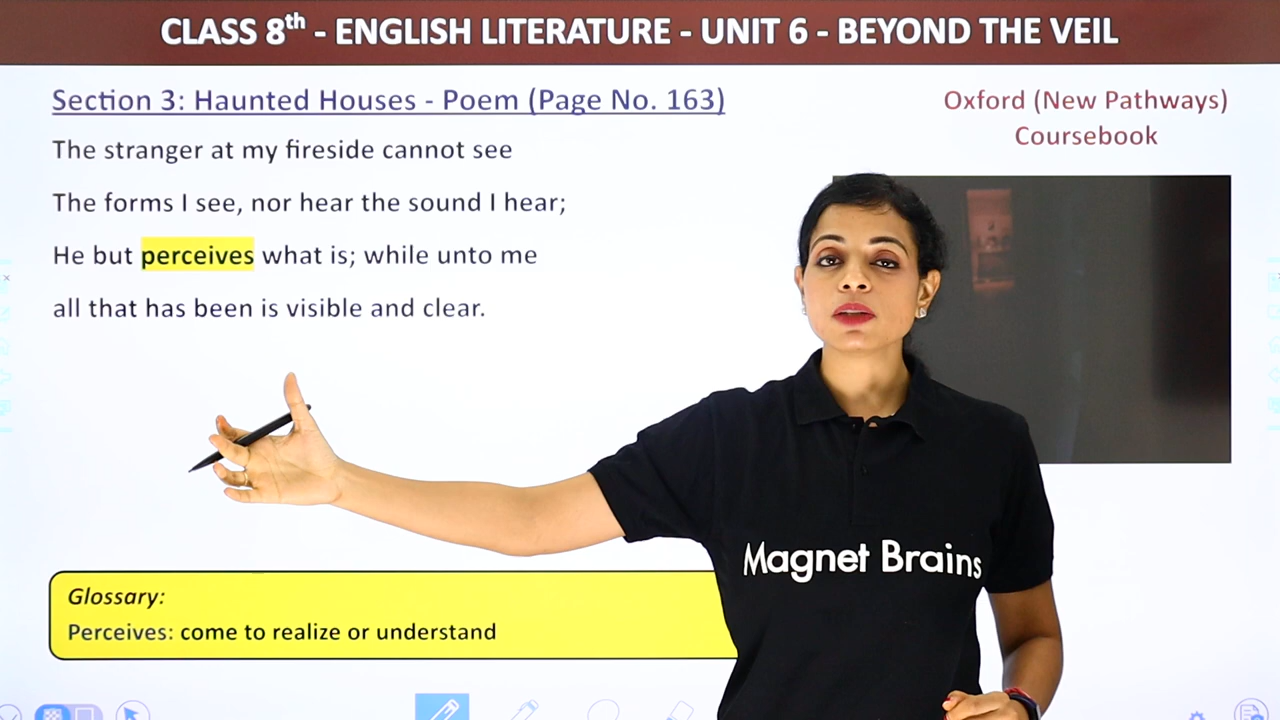 CLASS 8th - ENGLISH LITERATURE - UNIT 6 - BEYOND THE VEIL
Section 3: Haunted Houses - Poem (Page No. 163)
Oxford (New Pathways)
Coursebook
The stranger at my fireside cannot see
The forms I see, nor hear the sound I hear;
He but perceives what is; while unto me
all that has been is visible and clear.
Magnet Brains
Glossary:
Perceives: come to realize or understand